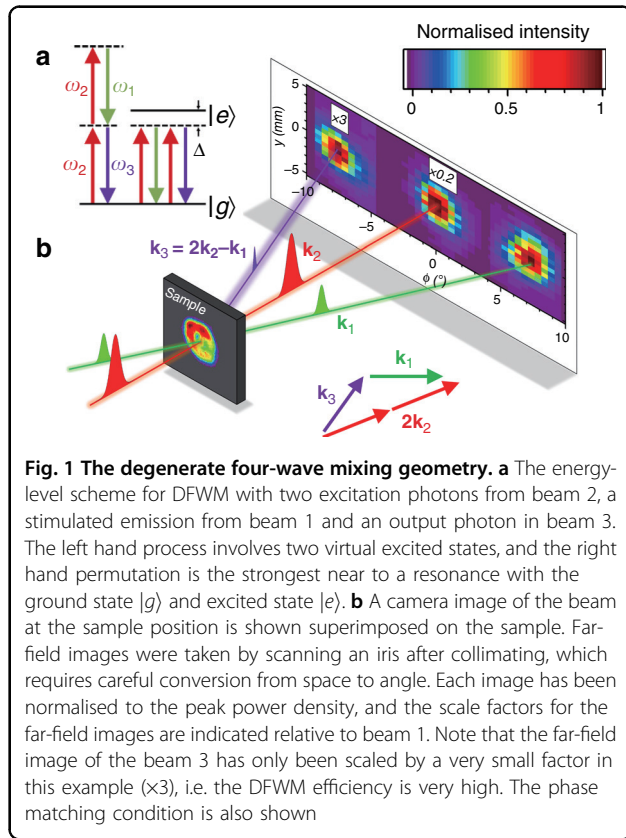 Normalised intensity
0
0.5
1
a
ω2
ω1
|e⟩
Δ
ω2
ω3
|g⟩
y (mm)
5
0
−5
−10
−5
0
5
10
ϕ (°)
×3
×0.2
b
k3 = 2k2−k1
k2
k1
Sample
k3
k1
2k2
Fig. 1 The degenerate four-wave mixing geometry. a The energy-
level scheme for DFWM with two excitation photons from beam 2, a
stimulated emission from beam 1 and an output photon in beam 3.
The left hand process involves two virtual excited states, and the right
hand permutation is the strongest near to a resonance with the
ground state |g⟩ and excited state |e⟩. b A camera image of the beam
at the sample position is shown superimposed on the sample. Far-
field images were taken by scanning an iris after collimating, which
requires careful conversion from space to angle. Each image has been
normalised to the peak power density, and the scale factors for the
far-field images are indicated relative to beam 1. Note that the far-field
image of the beam 3 has only been scaled by a very small factor in
this example (×3), i.e. the DFWM efficiency is very high. The phase
matching condition is also shown